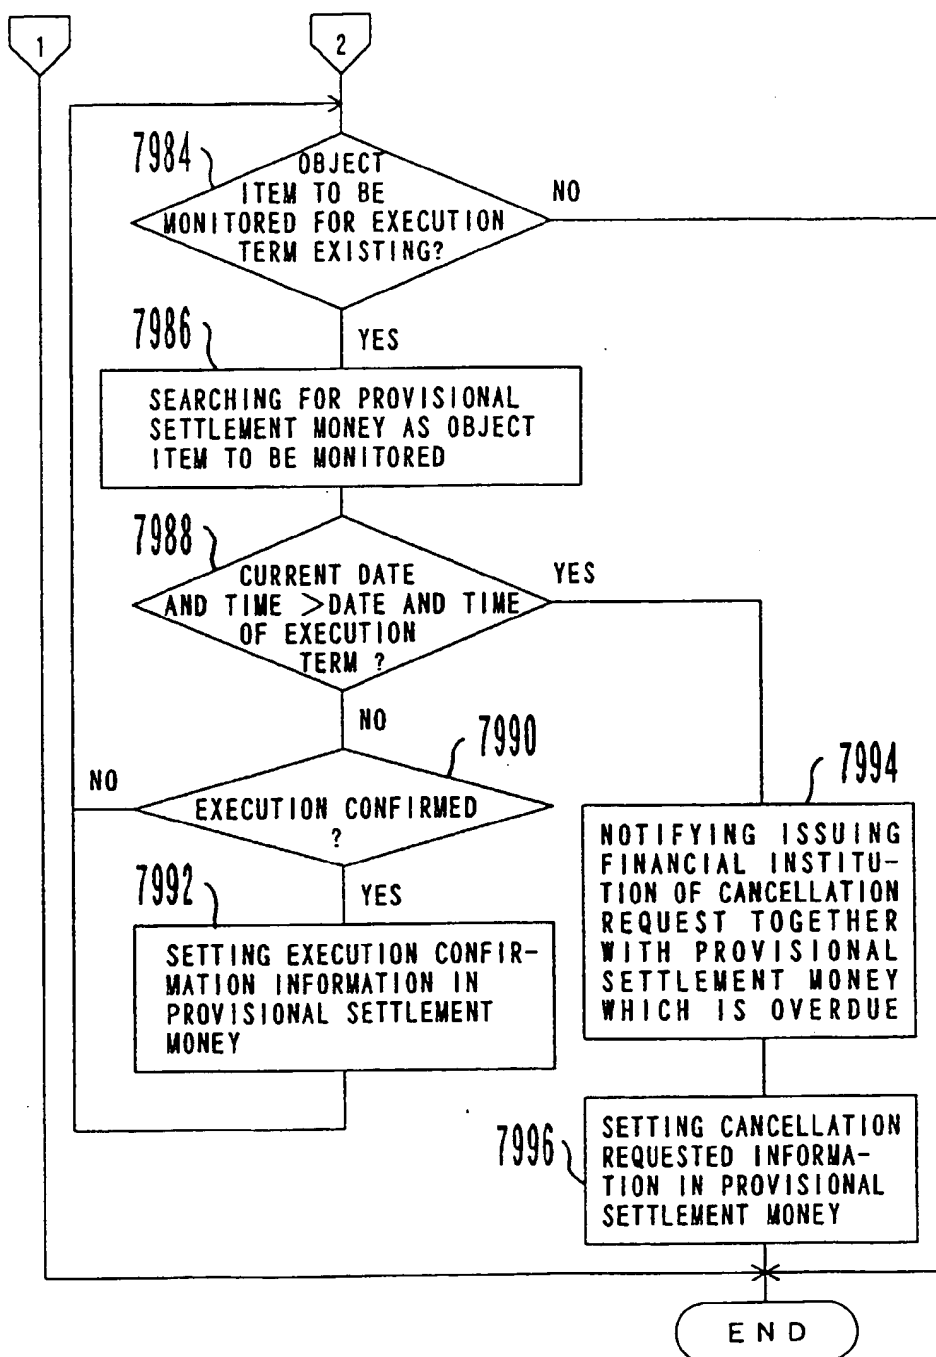 1
2
7984
OBJECT
ITEM TO BE
MONITORED FOR EXECUTION
TERM EXISTING?
NO
YES
7986
SEARCHING FOR PROVISIONAL
SETTLEMENT MONEY AS OBJECT
ITEM TO BE MONITORED
7988
CURRENT DATE
AND TIME >DATE AND TIME
OF EXECUTION
TERM ?
YES
NO
7990
EXECUTION CONFIRMED
?
NO
YES
7992
SETTING EXECUTION CONFIR-
MATION INFORMATION IN
PROVISIONAL SETTLEMENT
MONEY
7994
NOTIFYING ISSUING
FINANCIAL INSTITU-
TION OF CANCELLATION
REQUEST TOGETHER
WITH PROVISIONAL
SETTLEMENT MONEY
WHICH IS OVERDUE
7996
SETTING CANCELLATION
REQUESTED INFORMA-
TION IN PROVISIONAL
SETTLEMENT MONEY
END